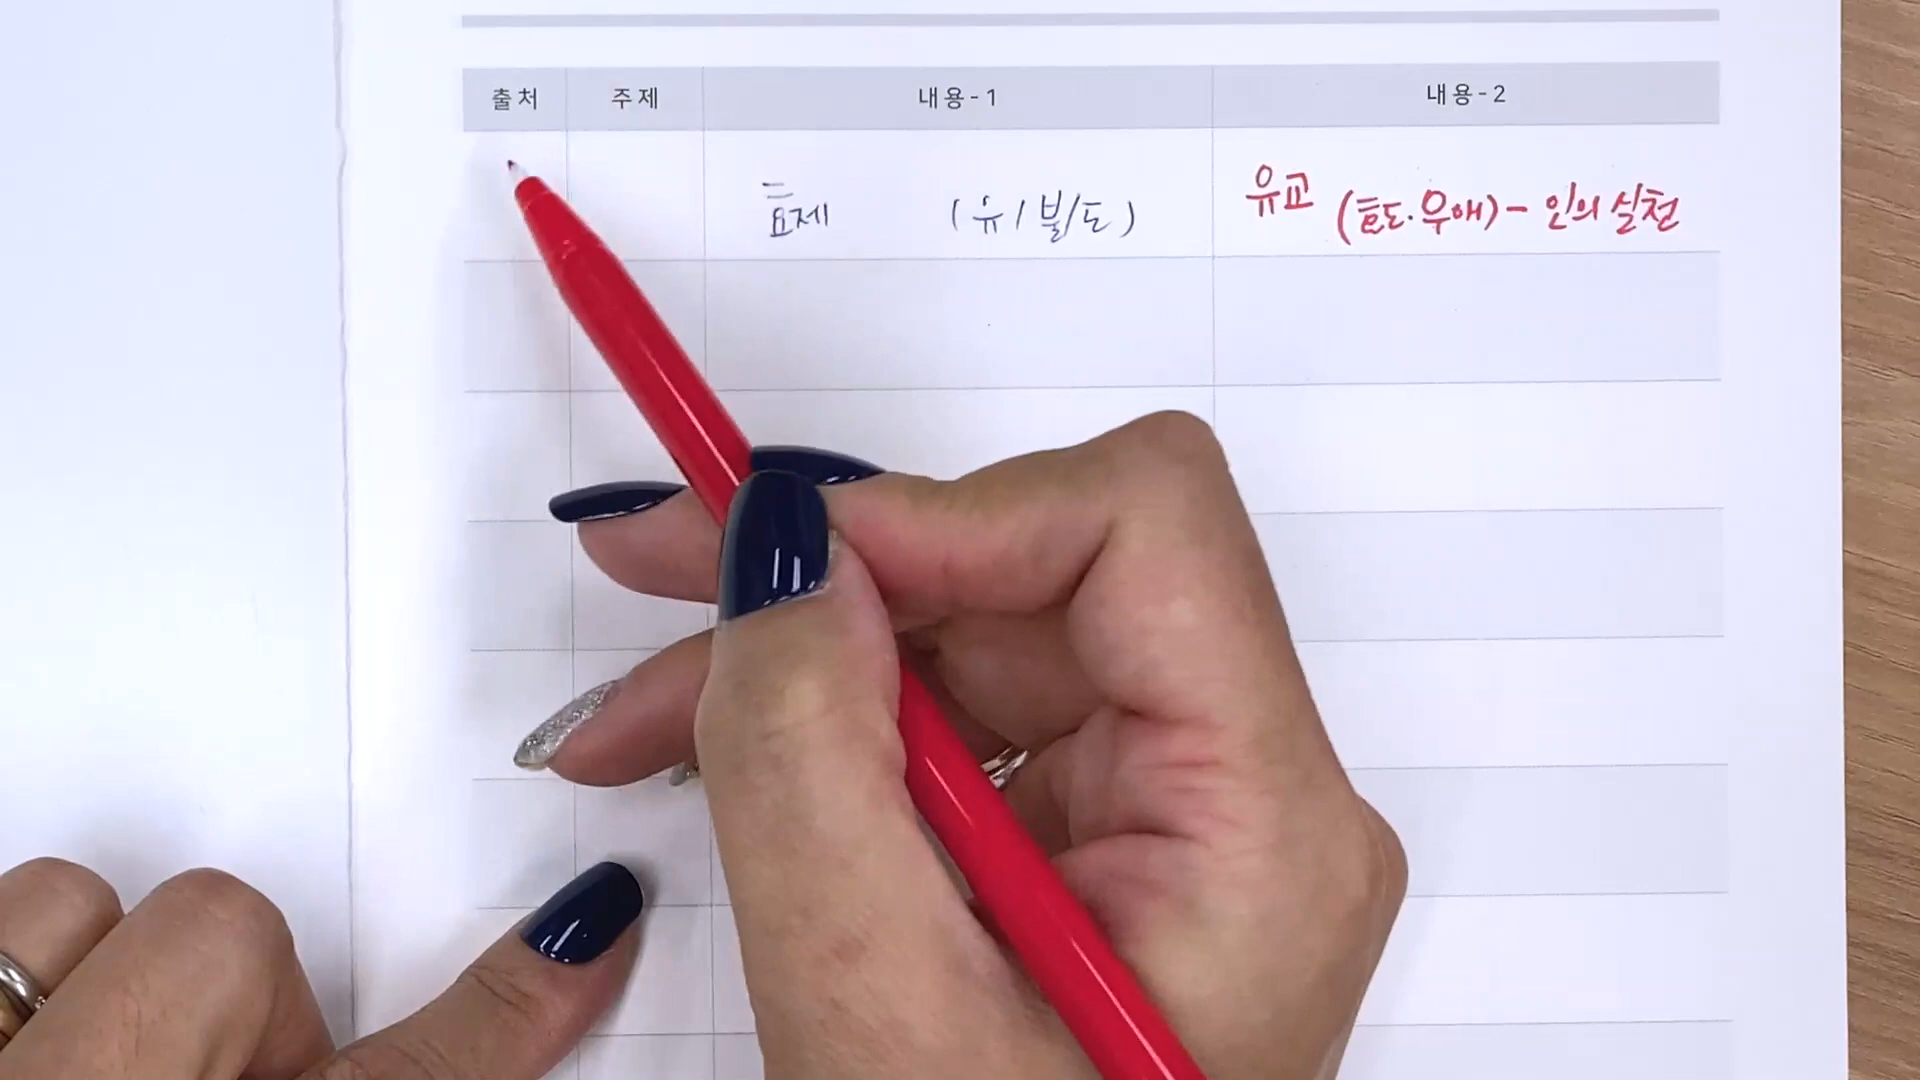 출처 주제 내용-1 내용-2
효제 (유/불/도) 유교 (효도·우애) - 인의 실천